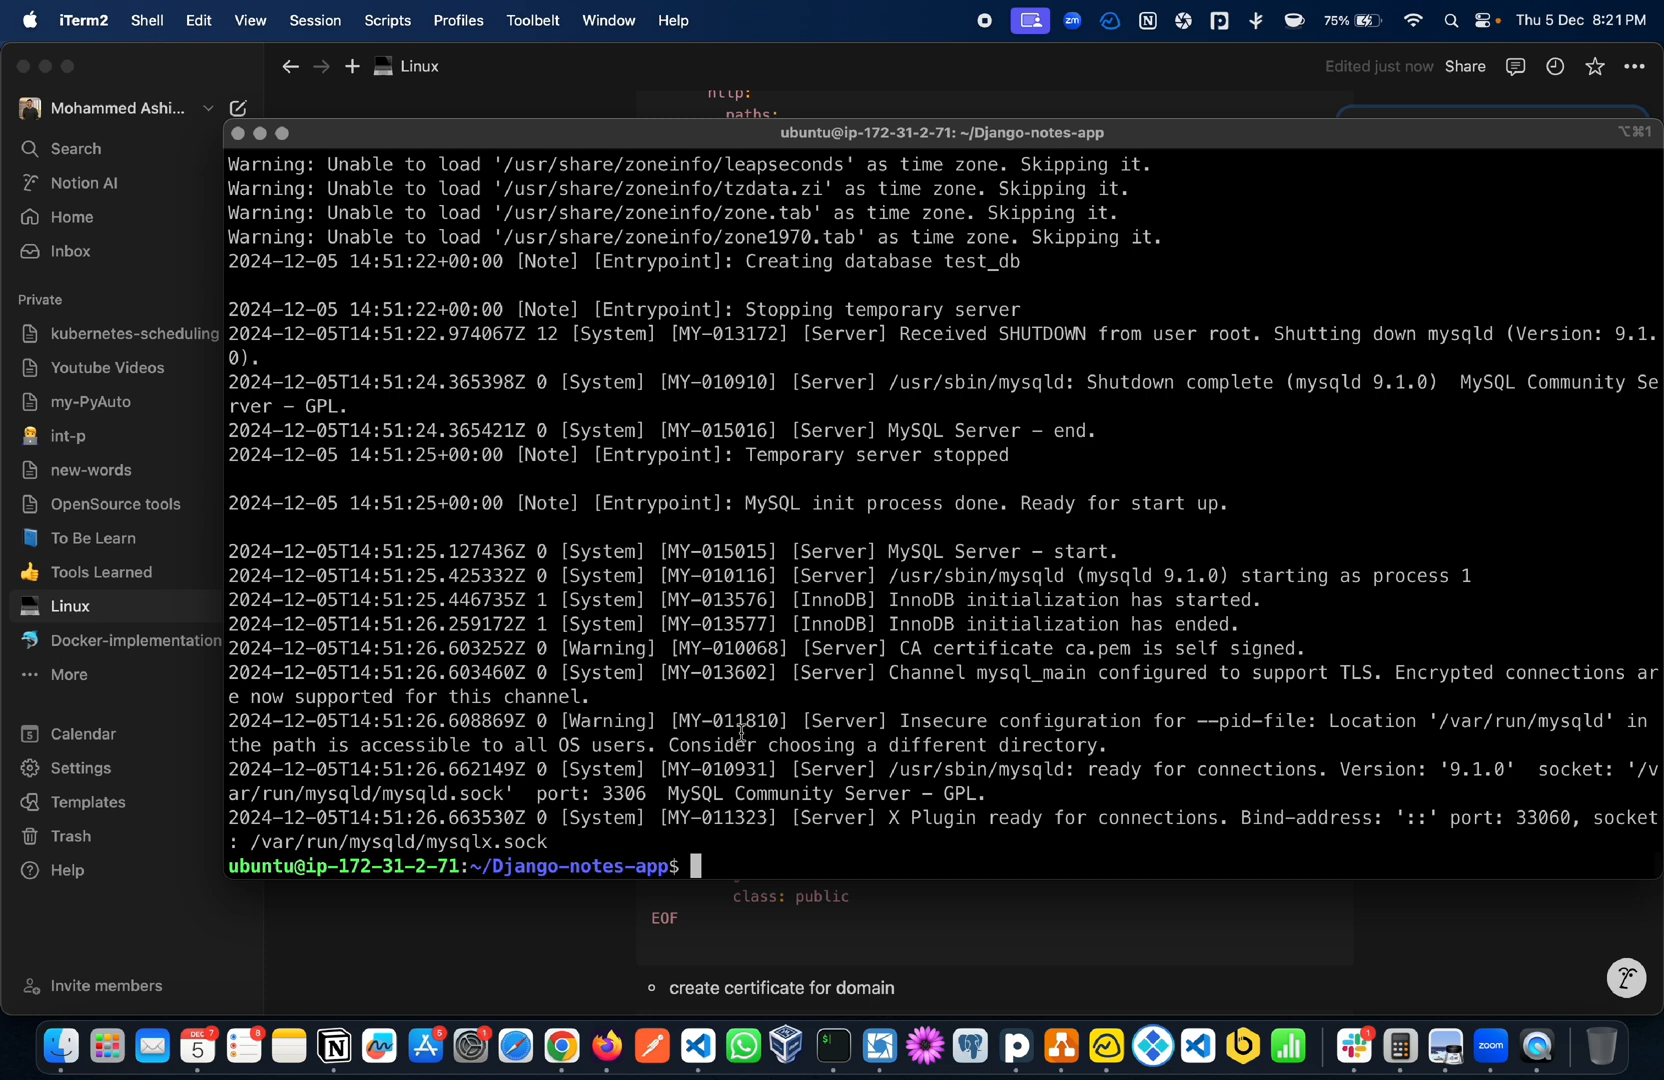 iTerm2 Shell Edit View Session Scripts Profiles Toolbelt Window Help zm 75% Thu 5 Dec 8:21 PM
Linux Edited just now Share
Mohammed Ashi...
Search
Notion AI
Home
Inbox
Private
kubernetes-scheduling
Youtube Videos
my-PyAuto
int-p
new-words
OpenSource tools
To Be Learn
Tools Learned
Linux
Docker-implementation
More
Calendar
Settings
Templates
Trash
Help
Invite members
http:
paths:
ubuntu@ip-172-31-2-71: ~/Django-notes-app ⌥⌘1
Warning: Unable to load '/usr/share/zoneinfo/leapseconds' as time zone. Skipping it.
Warning: Unable to load '/usr/share/zoneinfo/tzdata.zi' as time zone. Skipping it.
Warning: Unable to load '/usr/share/zoneinfo/zone.tab' as time zone. Skipping it.
Warning: Unable to load '/usr/share/zoneinfo/zone1970.tab' as time zone. Skipping it.
2024-12-05 14:51:22+00:00 [Note] [Entrypoint]: Creating database test_db
2024-12-05 14:51:22+00:00 [Note] [Entrypoint]: Stopping temporary server
2024-12-05T14:51:22.974067Z 12 [System] [MY-013172] [Server] Received SHUTDOWN from user root. Shutting down mysqld (Version: 9.1.
0).
2024-12-05T14:51:24.365398Z 0 [System] [MY-010910] [Server] /usr/sbin/mysqld: Shutdown complete (mysqld 9.1.0)  MySQL Community Se
rver - GPL.
2024-12-05T14:51:24.365421Z 0 [System] [MY-015016] [Server] MySQL Server - end.
2024-12-05 14:51:25+00:00 [Note] [Entrypoint]: Temporary server stopped
2024-12-05 14:51:25+00:00 [Note] [Entrypoint]: MySQL init process done. Ready for start up.
2024-12-05T14:51:25.127436Z 0 [System] [MY-015015] [Server] MySQL Server - start.
2024-12-05T14:51:25.425332Z 0 [System] [MY-010116] [Server] /usr/sbin/mysqld (mysqld 9.1.0) starting as process 1
2024-12-05T14:51:25.446735Z 1 [System] [MY-013576] [InnoDB] InnoDB initialization has started.
2024-12-05T14:51:26.259172Z 1 [System] [MY-013577] [InnoDB] InnoDB initialization has ended.
2024-12-05T14:51:26.603252Z 0 [Warning] [MY-010068] [Server] CA certificate ca.pem is self signed.
2024-12-05T14:51:26.603460Z 0 [System] [MY-013602] [Server] Channel mysql_main configured to support TLS. Encrypted connections ar
e now supported for this channel.
2024-12-05T14:51:26.608869Z 0 [Warning] [MY-011810] [Server] Insecure configuration for --pid-file: Location '/var/run/mysqld' in
the path is accessible to all OS users. Consider choosing a different directory.
2024-12-05T14:51:26.662149Z 0 [System] [MY-010931] [Server] /usr/sbin/mysqld: ready for connections. Version: '9.1.0'  socket: '/v
ar/run/mysqld/mysqld.sock'  port: 3306  MySQL Community Server - GPL.
2024-12-05T14:51:26.663530Z 0 [System] [MY-011323] [Server] X Plugin ready for connections. Bind-address: '::' port: 33060, socket
: /var/run/mysqld/mysqlx.sock
ubuntu@ip-172-31-2-71:~/Django-notes-app$
class: public
EOF
create certificate for domain
DEC 5 7 8 5 1 $ 1 zoom